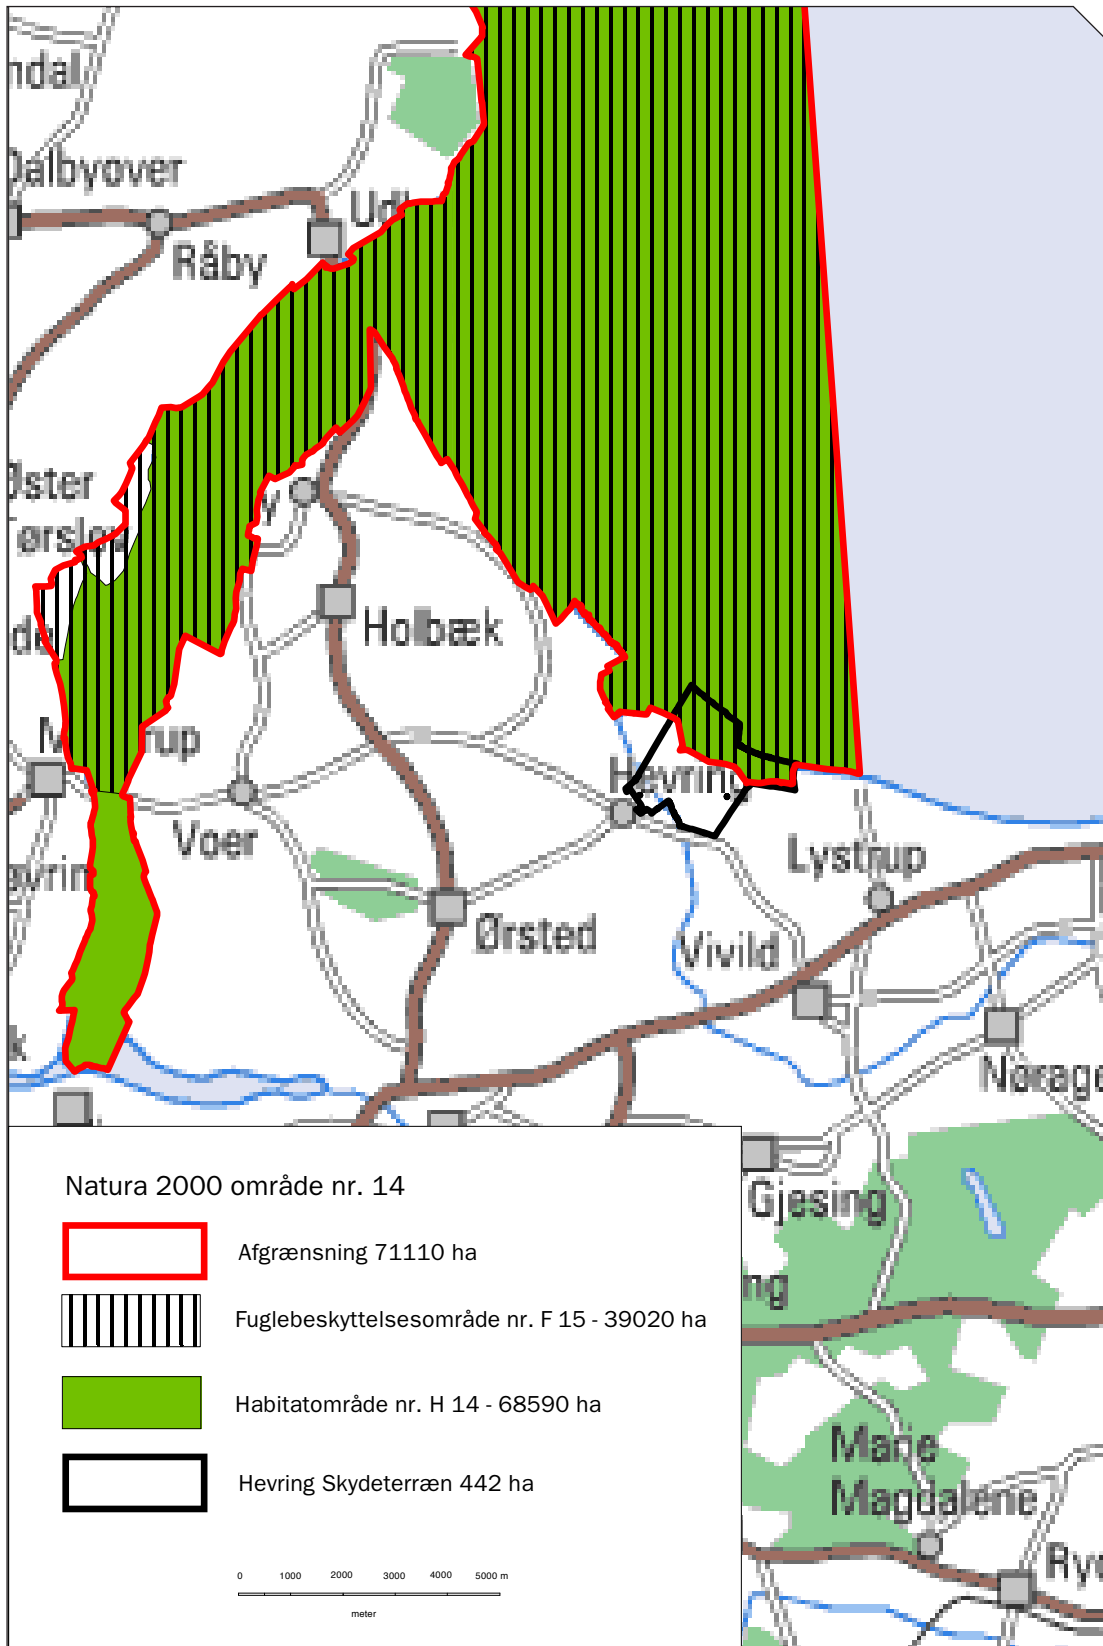 Råby
Holbæk
Voer
Hevring
Lystrup
Ørsted
Vivild
Gjesing
Marie
Magdalene
Natura 2000 område nr. 14
Afgrænsning 71110 ha
Fuglebeskyttelsesområde nr. F 15 - 39020 ha
Habitatområde nr. H 14 - 68590 ha
Hevring Skydeterræn 442 ha
0 1000 2000 3000 4000 5000 m
meter